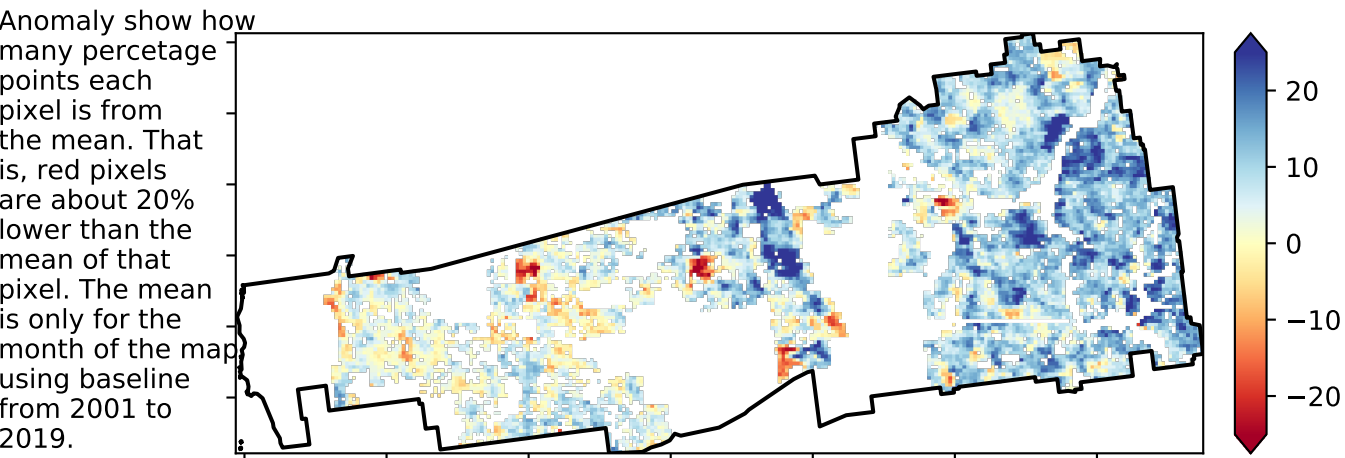 Anomaly show how
many percetage
points each
pixel is from
the mean. That
is, red pixels
are about 20%
lower than the
mean of that
pixel. The mean
is only for the
month of the map
using baseline
from 2001 to
2019.
20
10
0
−10
−20